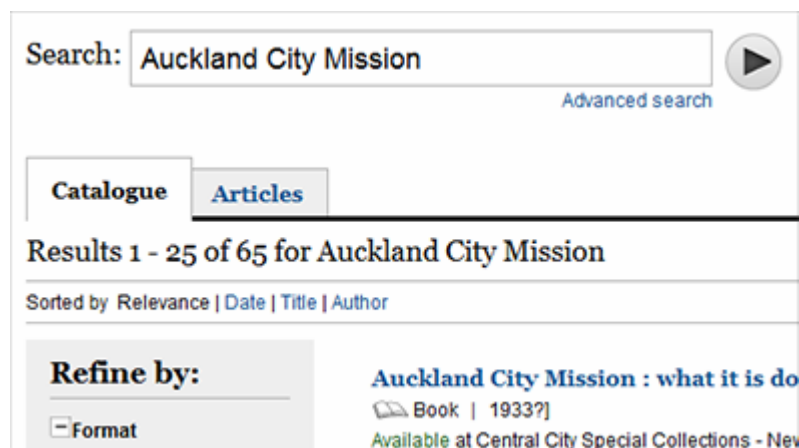 Search: Auckland City Mission
Advanced search
Catalogue Articles
Results 1 - 25 of 65 for Auckland City Mission
Sorted by Relevance | Date | Title | Author
Refine by:
Auckland City Mission : what it is do
Book | 1933?]
Format
Available at Central City Special Collections - New